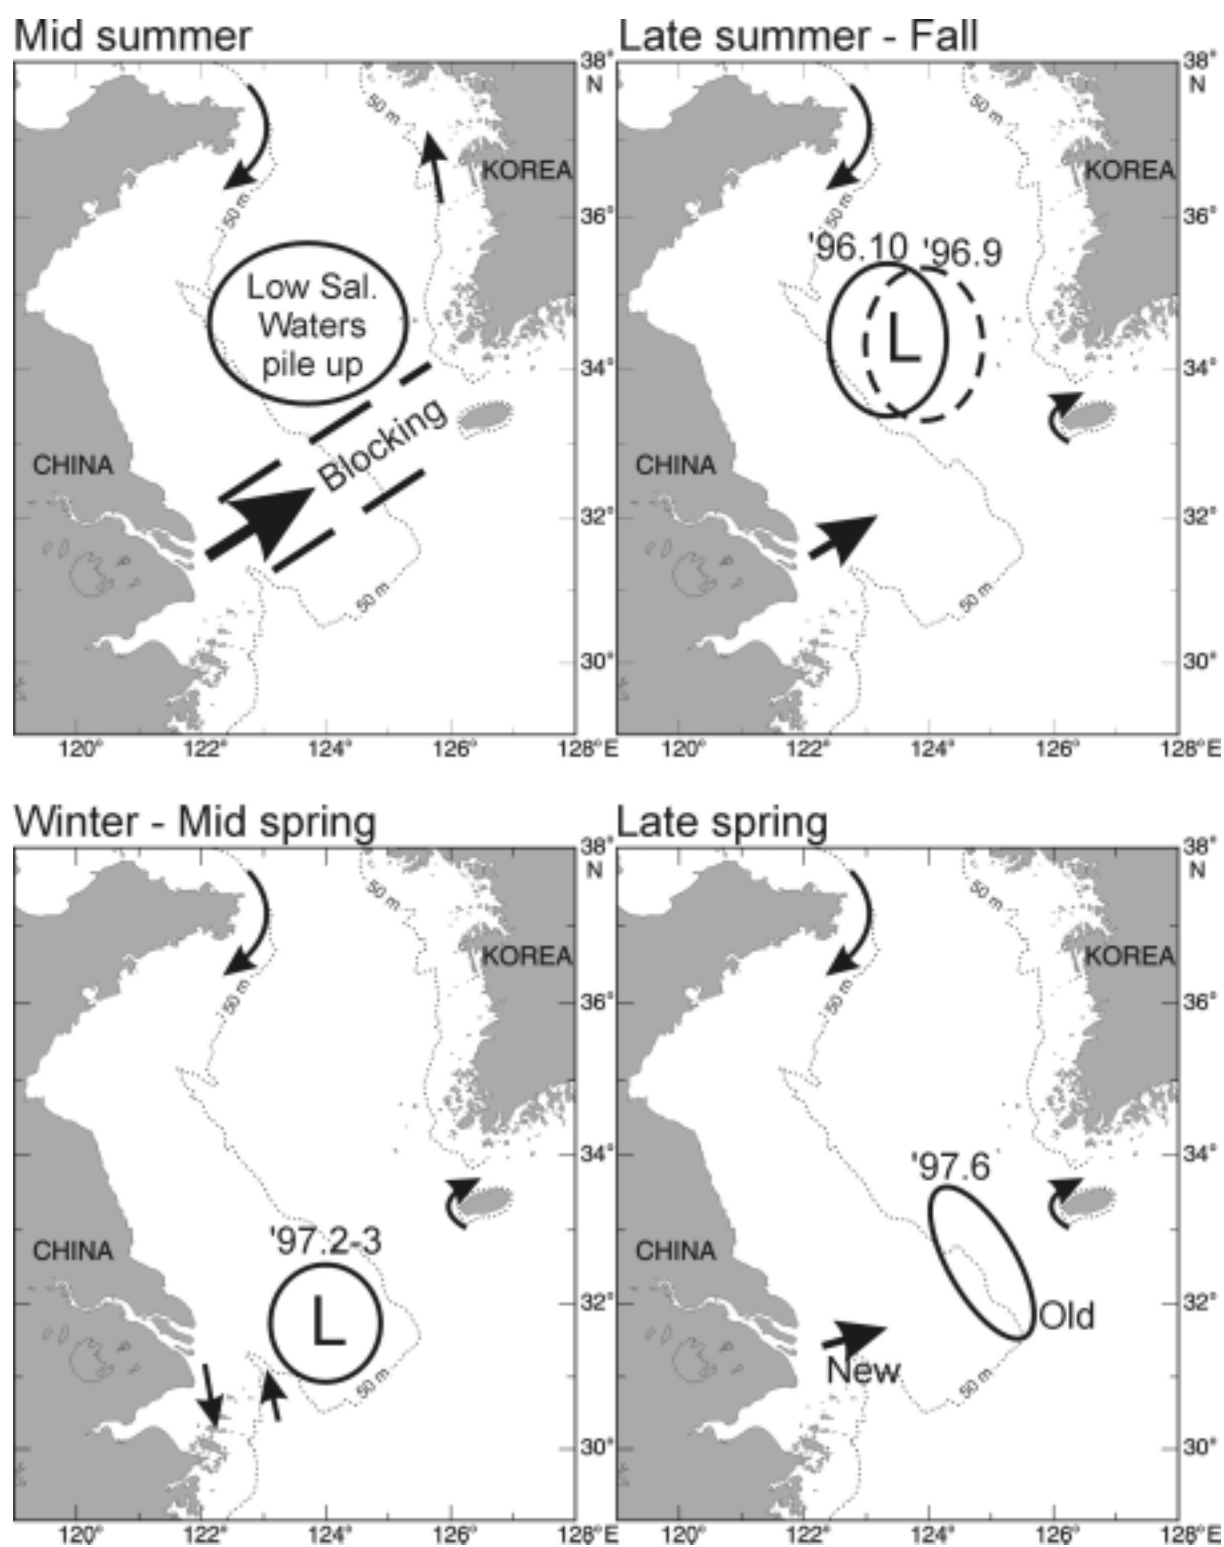 Mid summer
38°
N
50 m
KOREA
50 m
36°
Low Sal.
Waters
pile up
34°
Blocking
CHINA
32°
50 m
30°
120° 122° 124° 126° 128°E
Late summer - Fall
38°
N
50 m
KOREA
50 m
36°
'96.10 '96.9
L
34°
CHINA
32°
50 m
30°
120° 122° 124° 126° 128°E
Winter - Mid spring
38°
N
50 m
KOREA
50 m
36°
34°
'97.2-3
CHINA
L
32°
50 m
30°
120° 122° 124° 126° 128°E
Late spring
38°
N
50 m
KOREA
50 m
36°
34°
'97.6
CHINA
32°
Old
New
50 m
30°
120° 122° 124° 126° 128°E